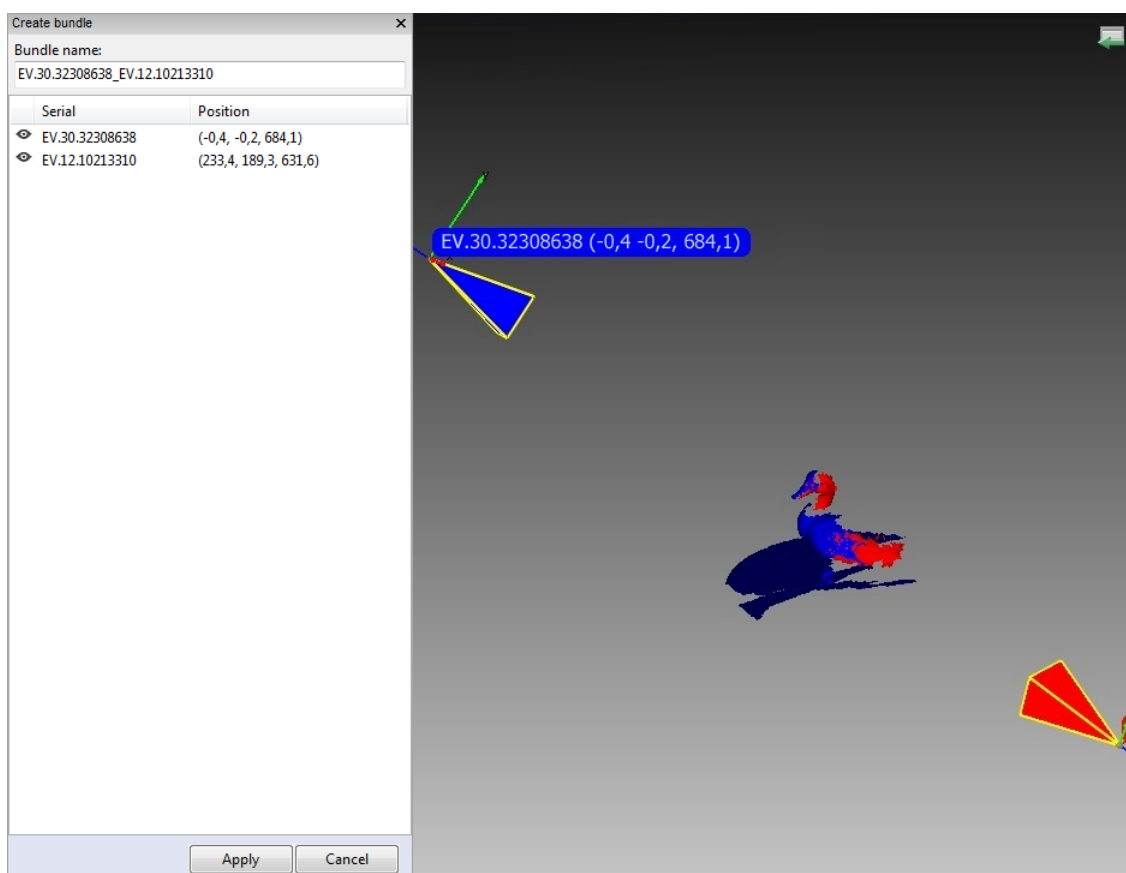 Create bundle
Bundle name:
EV.30.32308638_EV.12.10213310
Serial Position
EV.30.32308638 (-0,4, -0,2, 684,1)
EV.12.10213310 (233,4, 189,3, 631,6)
EV.30.32308638 (-0,4 -0,2, 684,1)
Apply Cancel